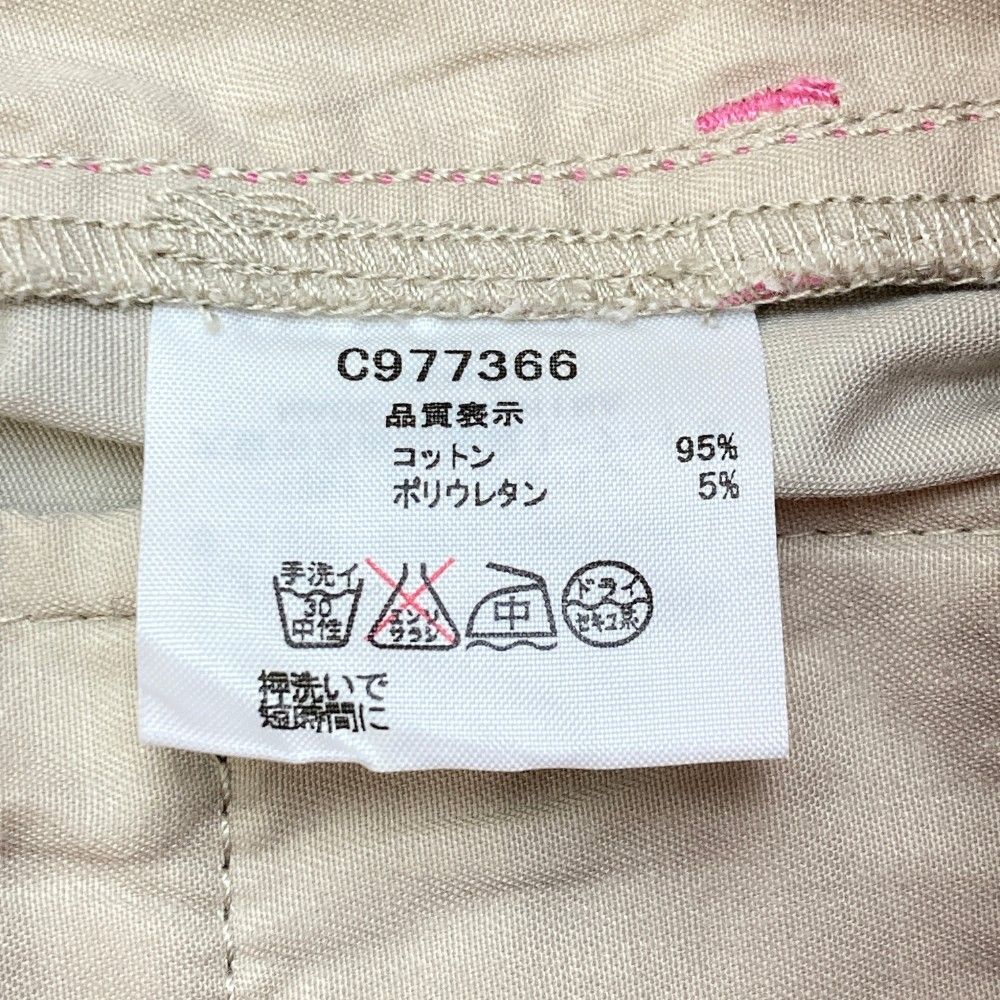 C977366
品質表示
コットン 95%
ポリウレタン 5%
手洗イ
30
中性
エンソ
サラシ
中
ドライ
セキユ系
押洗いで
短時間に